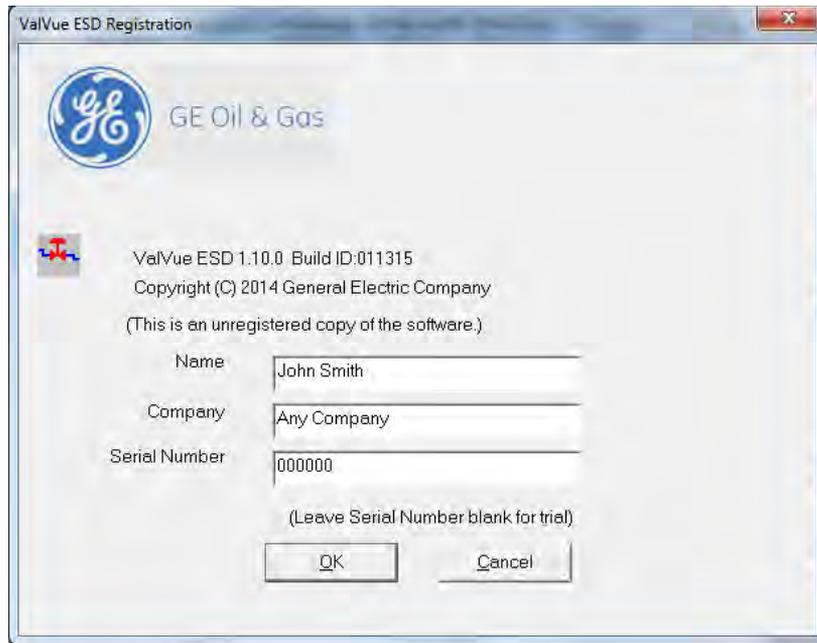 ValVue ESD Registration
GE
GE Oil & Gas
ValVue ESD 1.10.0 Build ID:011315
Copyright (C) 2014 General Electric Company
(This is an unregistered copy of the software.)
Name John Smith
Company Any Company
Serial Number 000000
(Leave Serial Number blank for trial)
OK Cancel